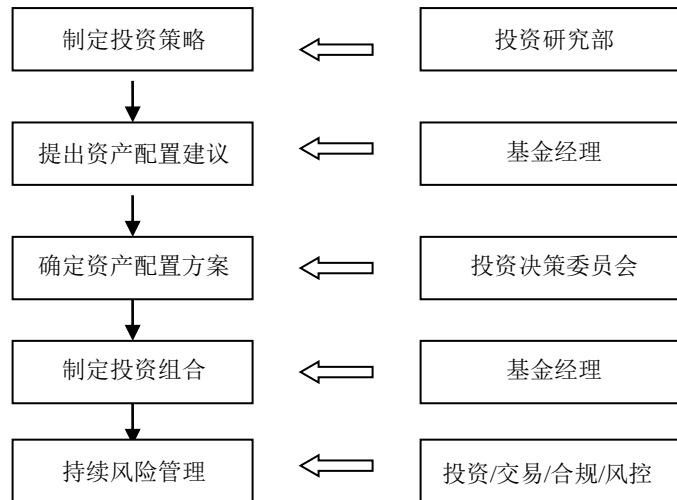 制定投资策略
投资研究部
提出资产配置建议
基金经理
确定资产配置方案
投资决策委员会
制定投资组合
基金经理
持续风险管理
投资/交易/合规/风控